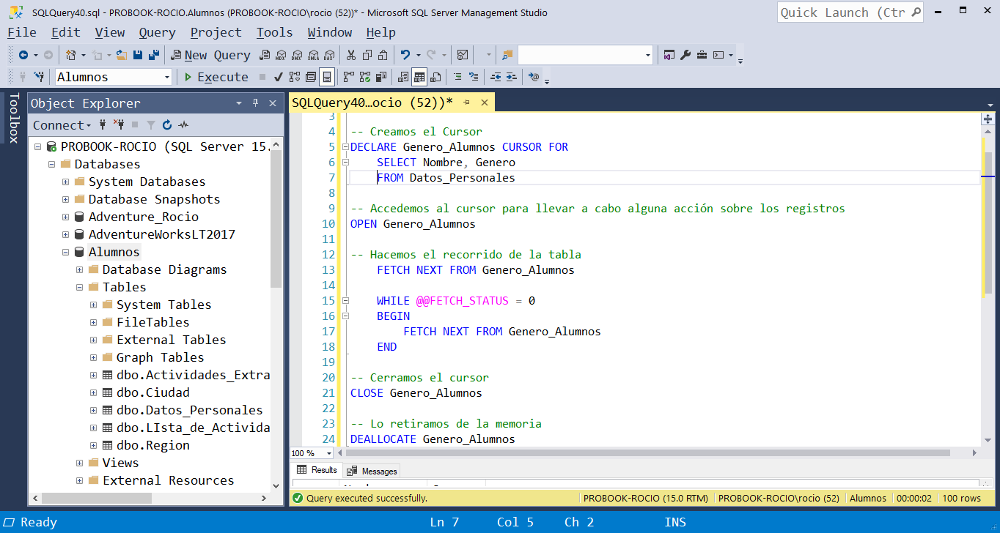 SQLQuery40.sql - PROBOOK-ROCIO.Alumnos (PROBOOK-ROCIO\rocio (52))* - Microsoft SQL Server Management Studio
Quick Launch (Ctr
File Edit View Query Project Tools Window Help
New Query MDX DMX XMLA DAX
Alumnos Execute
Toolbox
Object Explorer
Connect
PROBOOK-ROCIO (SQL Server 15.
Databases
System Databases
Database Snapshots
Adventure_Rocio
AdventureWorksLT2017
Alumnos
Database Diagrams
Tables
System Tables
FileTables
External Tables
Graph Tables
dbo.Actividades_Extra
dbo.Ciudad
dbo.Datos_Personales
dbo.LIsta_de_Activida
dbo.Region
Views
External Resources
SQLQuery40…ocio (52))*
3
4 -- Creamos el Cursor
5 DECLARE Genero_Alumnos CURSOR FOR
6 SELECT Nombre, Genero
7 FROM Datos_Personales
8
9 -- Accedemos al cursor para llevar a cabo alguna acción sobre los registros
10 OPEN Genero_Alumnos
11
12 -- Hacemos el recorrido de la tabla
13 FETCH NEXT FROM Genero_Alumnos
14
15 WHILE @@FETCH_STATUS = 0
16 BEGIN
17 FETCH NEXT FROM Genero_Alumnos
18 END
19
20 -- Cerramos el cursor
21 CLOSE Genero_Alumnos
22
23 -- Lo retiramos de la memoria
24 DEALLOCATE Genero_Alumnos
100 %
Results Messages
Query executed successfully. PROBOOK-ROCIO (15.0 RTM) PROBOOK-ROCIO\rocio (52) Alumnos 00:00:02 100 rows
Ready Ln 7 Col 5 Ch 2 INS